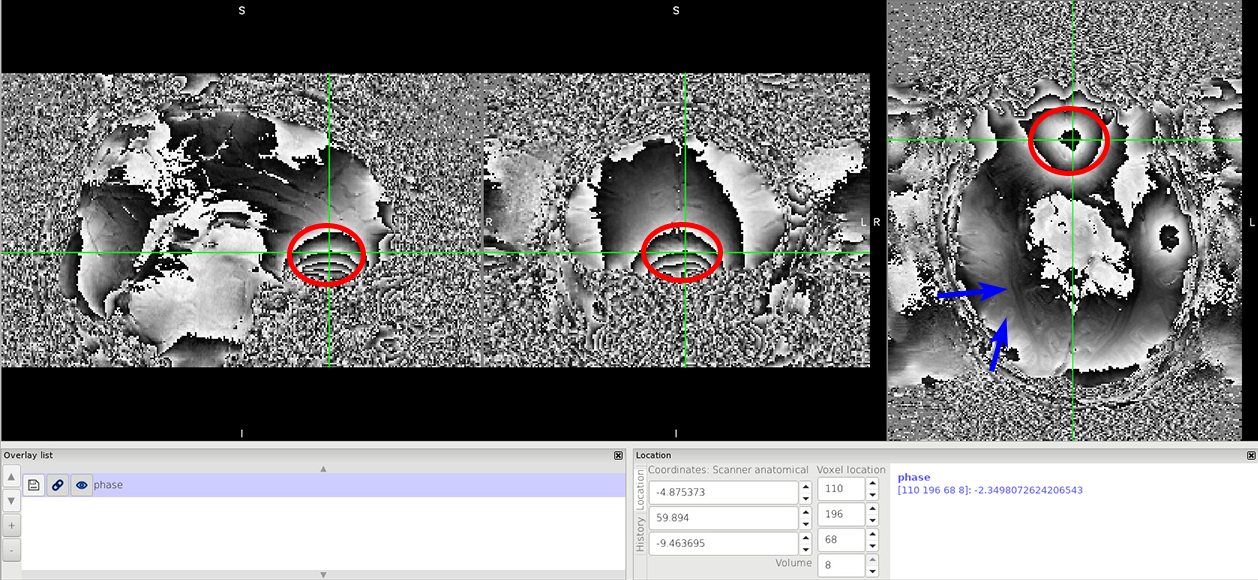 S
S
R
L
R
L
I
I
Overlay list
phase
+
-
Location
Location
History
Coordinates: Scanner anatomical
Voxel location
-4.875373
110
59.894
196
-9.463695
68
Volume
8
phase
[110 196 68 8]: -2.3498072624206543